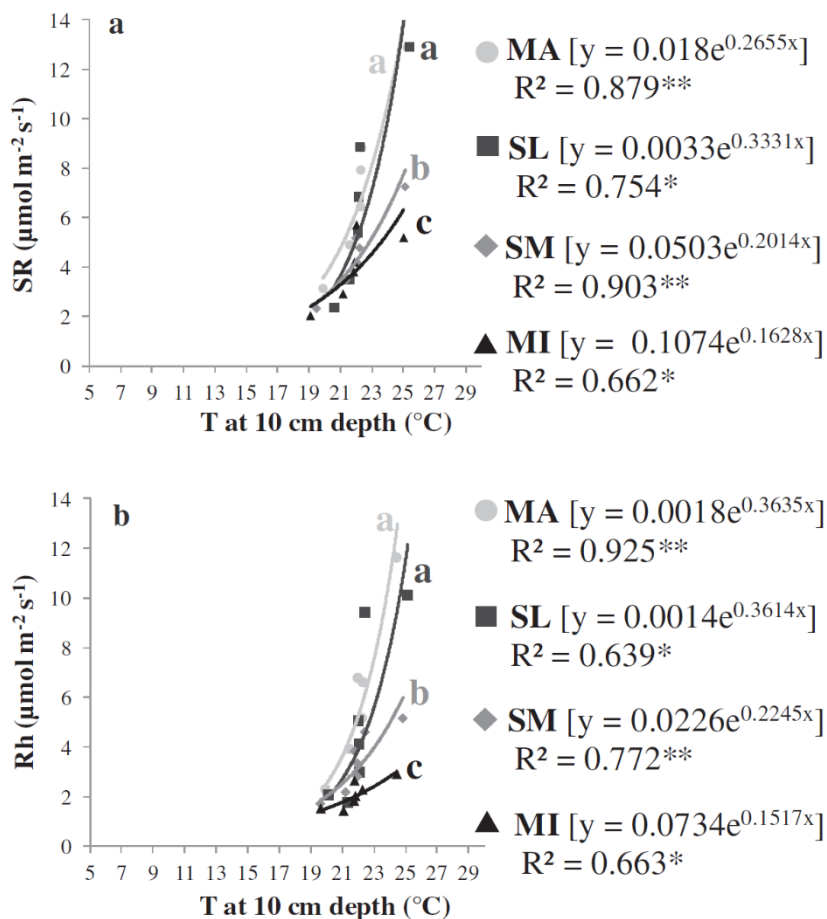 a
14
12
10
8
6
4
2
0
SR (µmol m⁻² s⁻¹)
a a
b
c
5 7 9 11 13 15 17 19 21 23 25 27 29
T at 10 cm depth (°C)
MA [y = 0.018e^0.2655x]
R² = 0.879**
SL [y = 0.0033e^0.3331x]
R² = 0.754*
SM [y = 0.0503e^0.2014x]
R² = 0.903**
MI [y = 0.1074e^0.1628x]
R² = 0.662*
b
14
12
10
8
6
4
2
0
Rh (µmol m⁻² s⁻¹)
a
a
b
c
5 7 9 11 13 15 17 19 21 23 25 27 29
T at 10 cm depth (°C)
MA [y = 0.0018e^0.3635x]
R² = 0.925**
SL [y = 0.0014e^0.3614x]
R² = 0.639*
SM [y = 0.0226e^0.2245x]
R² = 0.772**
MI [y = 0.0734e^0.1517x]
R² = 0.663*